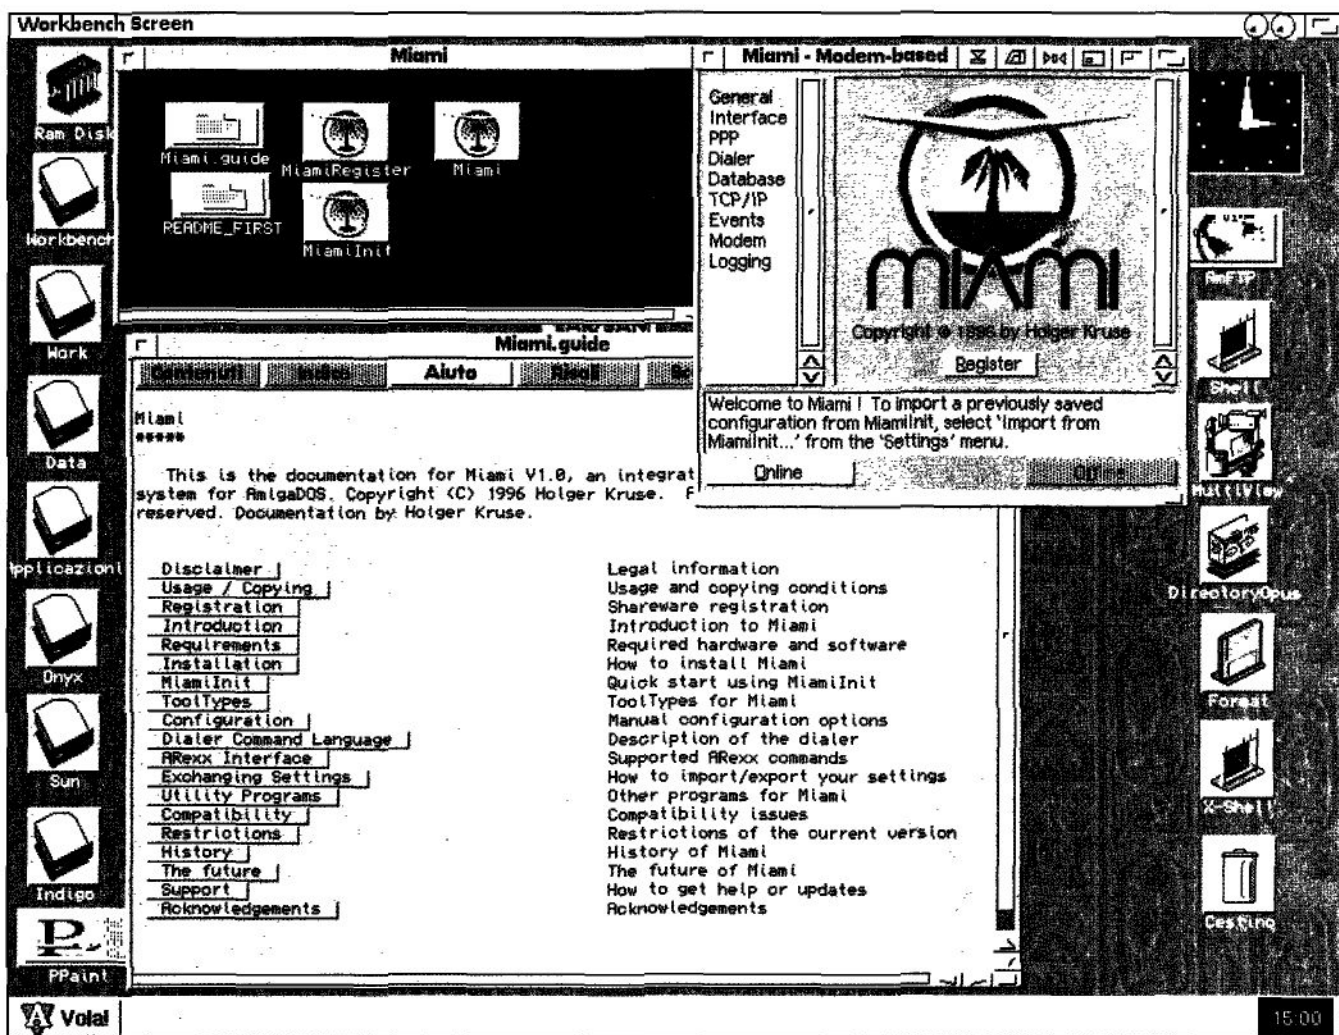 Workbench Screen
Ram Disk
Workbench
Work
Data
Applicazioni
Onyx
Sun
Indigo
PPaint
Miami
Miami.guide
MiamiRegister
Miami
README_FIRST
MiamiInit
Miami.guide
Contenuti
Indice
Aiuto
Miami
*****
This is the documentation for Miami V1.0, an integrat
system for AmigaDOS. Copyright (C) 1996 Holger Kruse.
reserved. Documentation by Holger Kruse.
Disclaimer Legal information
Usage / Copying Usage and copying conditions
Registration Shareware registration
Introduction Introduction to Miami
Requirements Required hardware and software
Installation How to install Miami
MiamiInit Quick start using MiamiInit
ToolTypes ToolTypes for Miami
Configuration Manual configuration options
Dialer Command Language Description of the dialer
ARexx Interface Supported ARexx commands
Exchanging Settings How to import/export your settings
Utility Programs Other programs for Miami
Compatibility Compatibility issues
Restrictions Restrictions of the current version
History History of Miami
The future The future of Miami
Support How to get help or updates
Acknowledgements Acknowledgements
Miami - Modem-based
General
Interface
PPP
Dialer
Database
TCP/IP
Events
Modem
Logging
MIAMI
Copyright © 1996 by Holger Kruse
Register
Welcome to Miami ! To import a previously saved
configuration from MiamiInit, select 'Import from
MiamiInit...' from the 'Settings' menu.
Online
Offline
AmFTP
Shell
MultiView
DirectoryOpus
Format
X-Shell
Cestino
Vola!
15:00